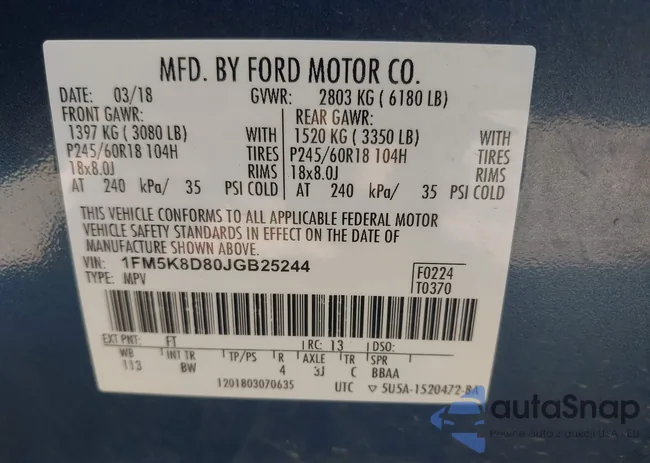 MFD. BY FORD MOTOR CO.
DATE: 03/18 GVWR: 2803 KG ( 6180 LB)
FRONT GAWR: REAR GAWR:
1397 KG ( 3080 LB) WITH 1520 KG ( 3350 LB) WITH
P245/60R18 104H TIRES P245/60R18 104H TIRES
18x8.0J RIMS 18x8.0J RIMS
AT 240 kPa/ 35 PSI COLD AT 240 kPa/ 35 PSI COLD
THIS VEHICLE CONFORMS TO ALL APPLICABLE FEDERAL MOTOR
VEHICLE SAFETY STANDARDS IN EFFECT ON THE DATE OF
MANUFACTURE SHOWN ABOVE.
VIN: 1FM5K8D80JGB25244
TYPE: MPV
F0224
T0370
EXT PNT: FT RC: 13 DSO:
WB INT TR TP/PS R AXLE TR SPR
113 BW 4 3J C BBAA
1201803070635 UTC 5U5A-1520472-BA
autoSnap